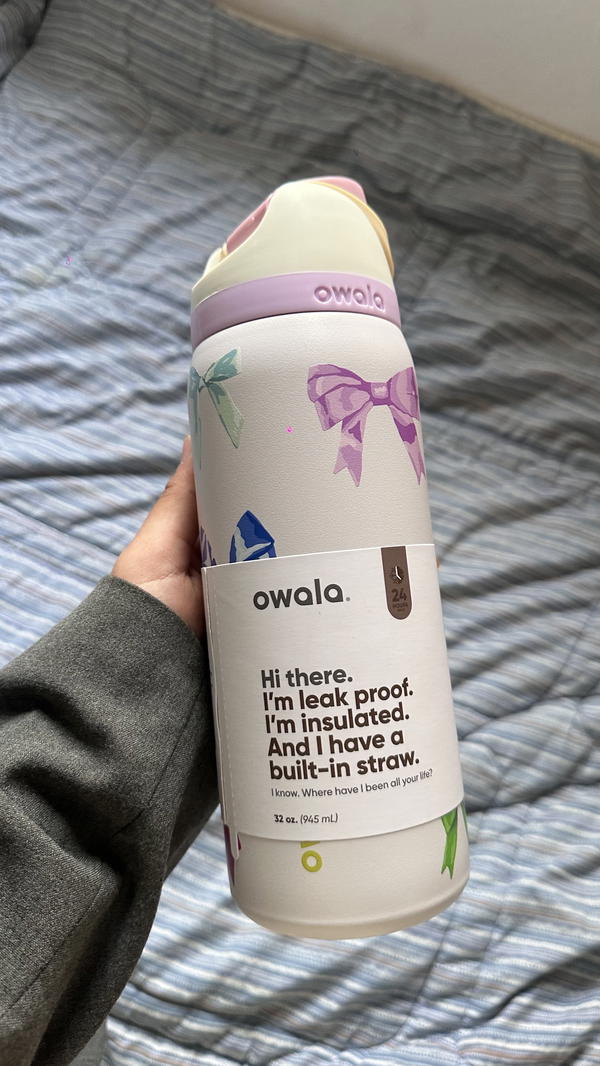 owala
owala.
24
HOURS
Hi there.
I'm leak proof.
I'm insulated.
And I have a
built-in straw.
I know. Where have I been all your life?
32 oz. (945 mL)